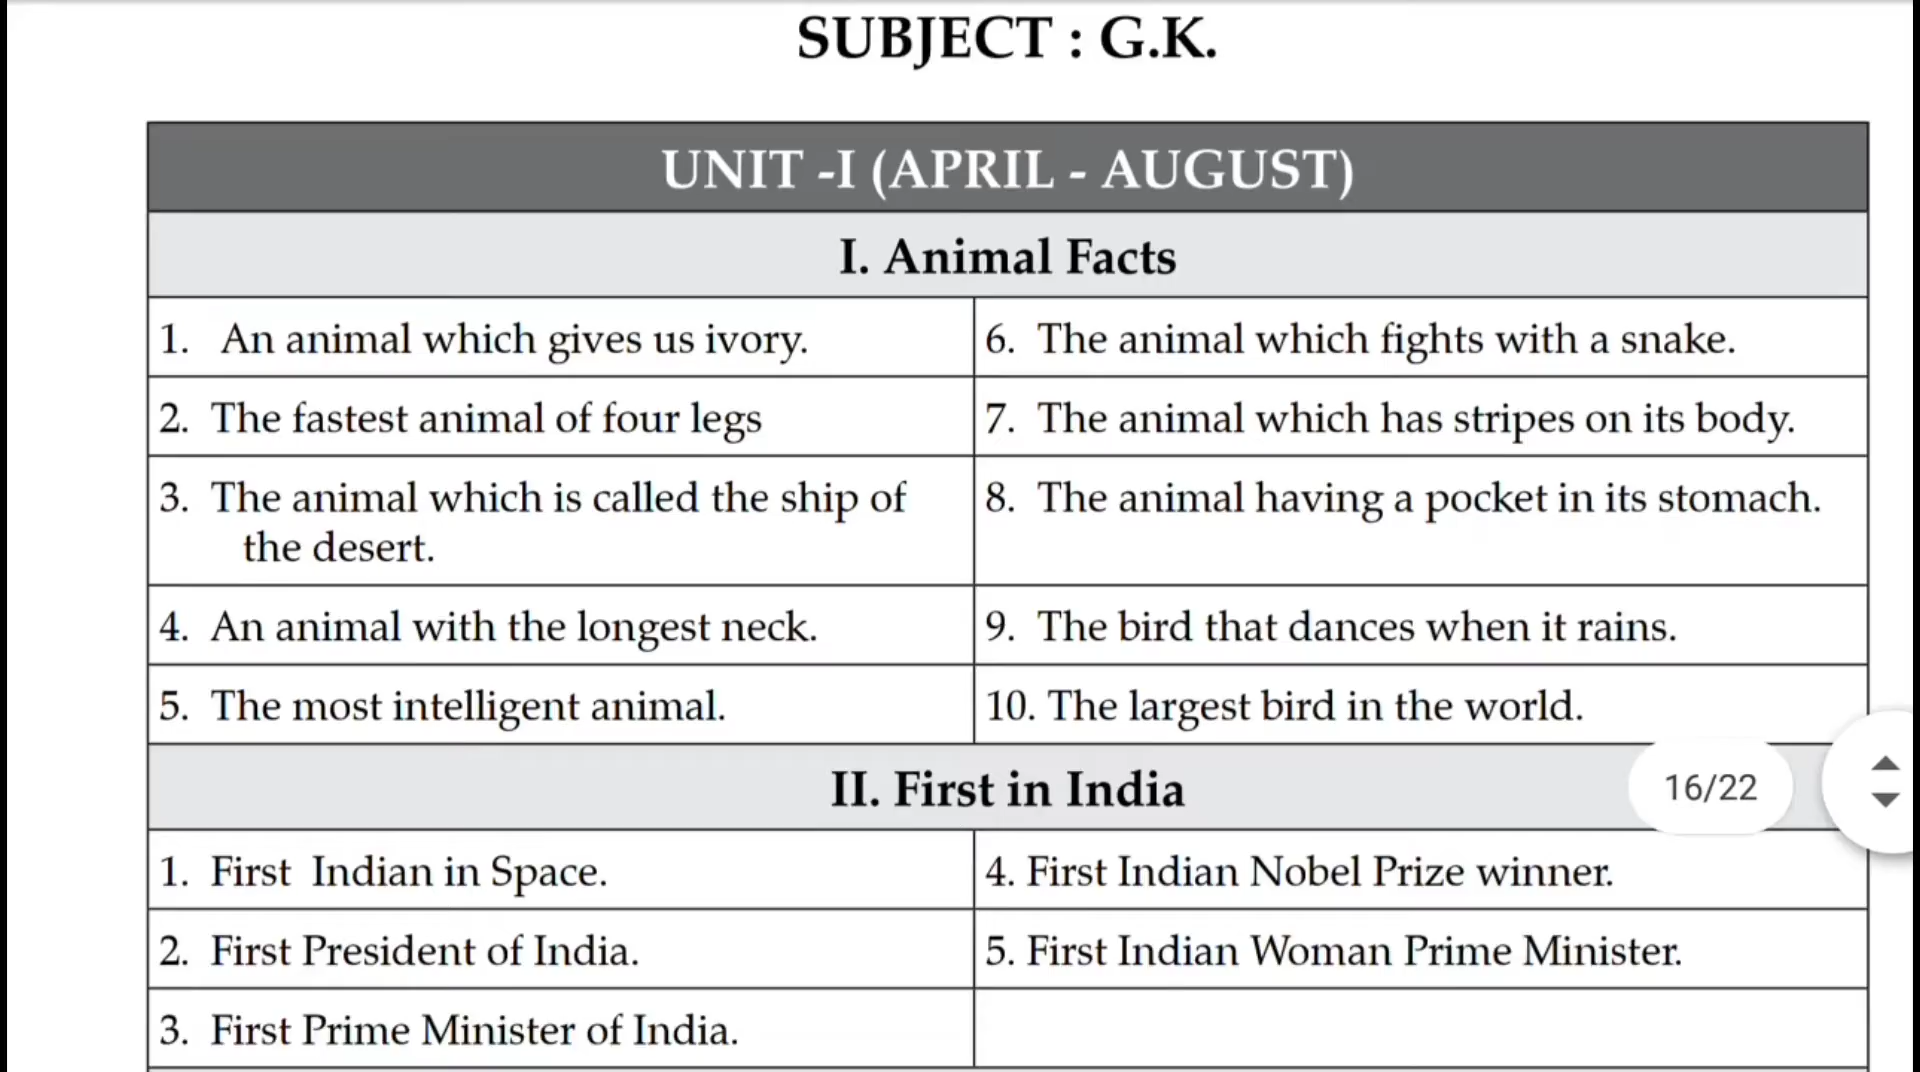 SUBJECT : G.K.
UNIT -I (APRIL - AUGUST)
I. Animal Facts
1. An animal which gives us ivory.
6. The animal which fights with a snake.
2. The fastest animal of four legs
7. The animal which has stripes on its body.
3. The animal which is called the ship of
the desert.
8. The animal having a pocket in its stomach.
4. An animal with the longest neck.
9. The bird that dances when it rains.
5. The most intelligent animal.
10. The largest bird in the world.
II. First in India
16/22
1. First Indian in Space.
4. First Indian Nobel Prize winner.
2. First President of India.
5. First Indian Woman Prime Minister.
3. First Prime Minister of India.